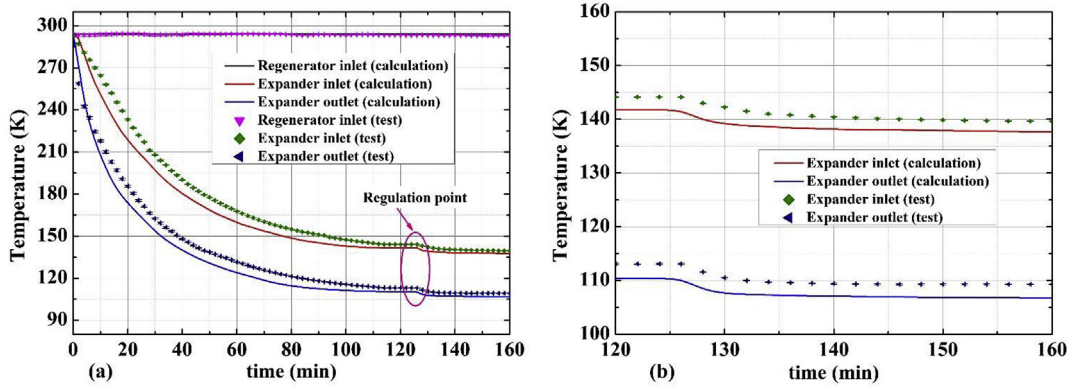 300
270
240
210
180
150
120
90
Temperature (K)
Regenerator inlet (calculation)
Expander inlet (calculation)
Expander outlet (calculation)
Regenerator inlet (test)
Expander inlet (test)
Expander outlet (test)
Regulation point
0 20 40 60 80 100 120 140 160
(a) time (min)
160
150
140
130
120
110
100
Temperature (K)
Expander inlet (calculation)
Expander outlet (calculation)
Expander inlet (test)
Expander outlet (test)
120 130 140 150 160
(b) time (min)